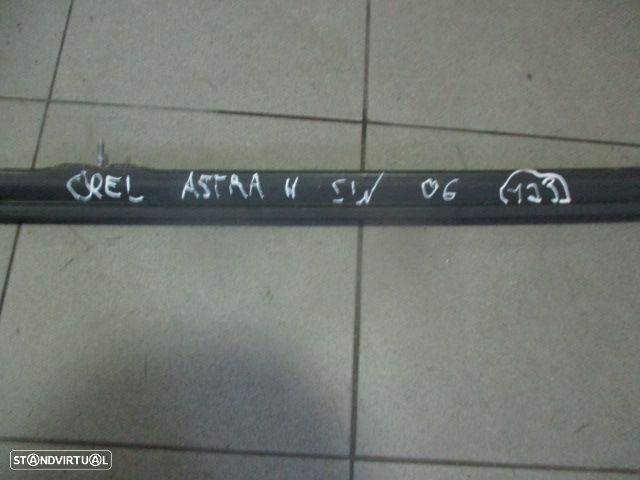 OPEL ASTRA H SW 06 (123)
STANDVIRTUAL